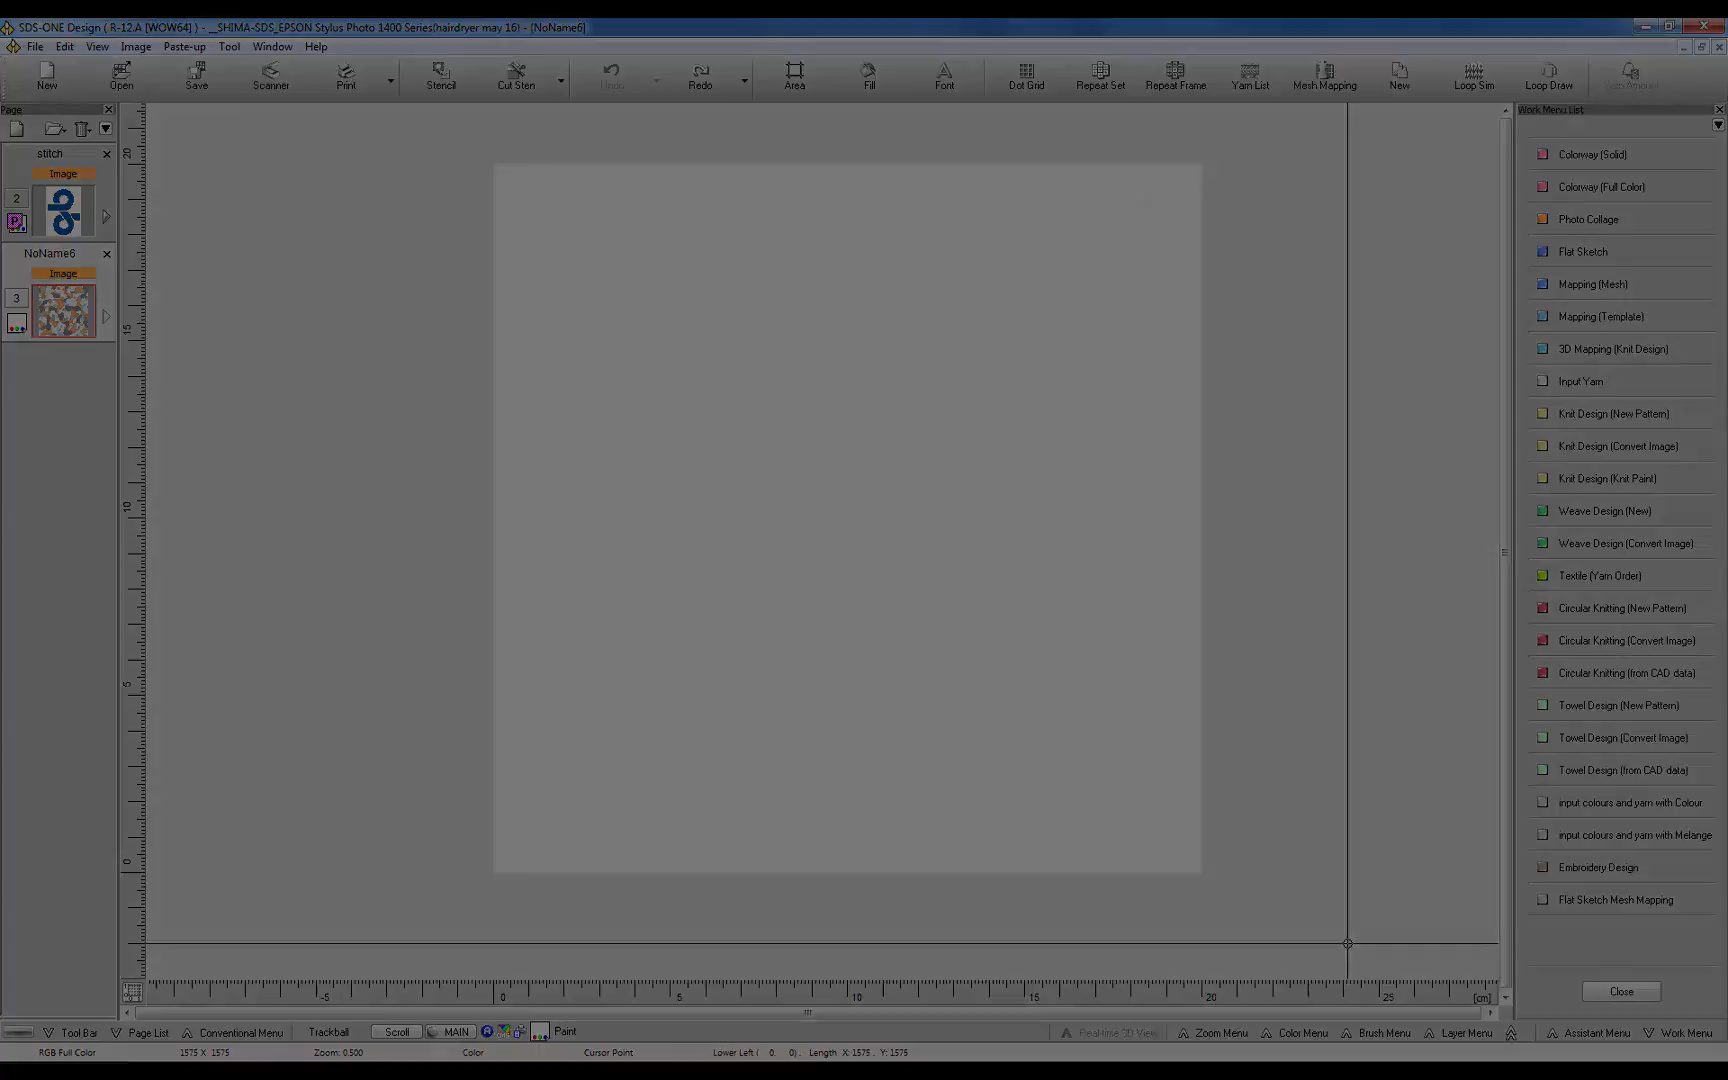 SDS-ONE Design ( R-12.A [WOW64] ) - __SHIMA-SDS_EPSON Stylus Photo 1400 Series(hairdryer may 16) - (NoName6]
File Edit View Image Paste-up Tool Window Help
New Open Save Scanner Print Stencil Cut Sten Undo Redo Area Fill Font Dot Grid Repeat Set Repeat Frame Yarn List Mesh Mapping New Loop Sim Loop Draw
Page
stitch
Image
2
P
NoName6
Image
3
20
15
10
5
0
-5 0 5 10 15 20 25 [cm]
Work Menu List
Colorway (Solid)
Colorway (Full Color)
Photo Collage
Flat Sketch
Mapping (Mesh)
Mapping (Template)
3D Mapping (Knit Design)
Input Yarn
Knit Design (New Pattern)
Knit Design (Convert Image)
Knit Design (Knit Paint)
Weave Design (New)
Weave Design (Convert Image)
Textile (Yarn Order)
Circular Knitting (New Pattern)
Circular Knitting (Convert Image)
Circular Knitting (from CAD data)
Towel Design (New Pattern)
Towel Design (Convert Image)
Towel Design (from CAD data)
input colours and yarn with Colour
input colours and yarn with Melange
Embroidery Design
Flat Sketch Mesh Mapping
Close
Tool Bar Page List Conventional Menu Trackball Scroll MAIN Paint Real-time 3D View Zoom Menu Color Menu Brush Menu Layer Menu Assistant Menu Work Menu
RGB Full Color 1575 X 1575 Zoom: 0.500 Color Cursor Point Lower Left ( 0. 0) . Length X: 1575 . Y: 1575